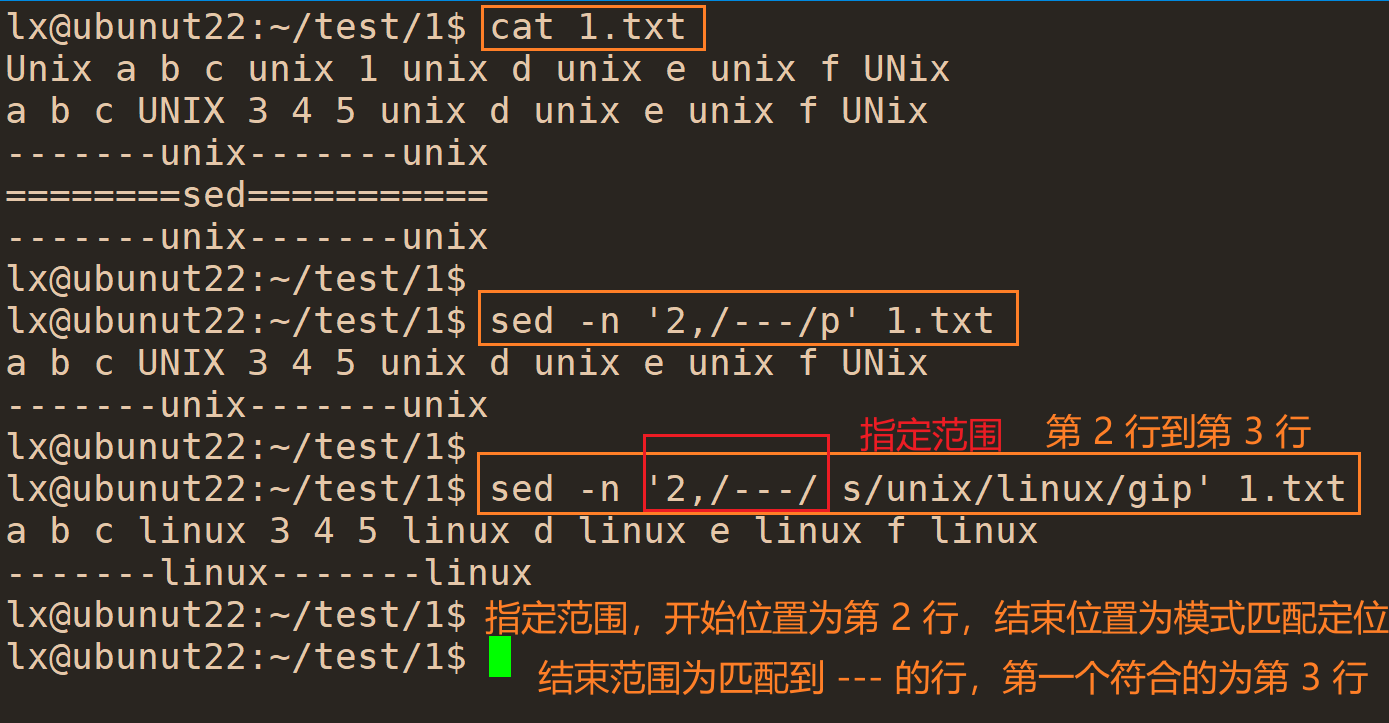 lx@ubunut22:~/test/1$ cat 1.txt
Unix a b c unix 1 unix d unix e unix f UNix
a b c UNIX 3 4 5 unix d unix e unix f UNix
-------unix-------unix
========sed===========
-------unix-------unix
lx@ubunut22:~/test/1$
lx@ubunut22:~/test/1$ sed -n '2,/---/p' 1.txt
a b c UNIX 3 4 5 unix d unix e unix f UNix
-------unix-------unix
lx@ubunut22:~/test/1$ 指定范围 第 2 行到第 3 行
lx@ubunut22:~/test/1$ sed -n '2,/---/ s/unix/linux/gip' 1.txt
a b c linux 3 4 5 linux d linux e linux f linux
-------linux-------linux
lx@ubunut22:~/test/1$ 指定范围，开始位置为第 2 行，结束位置为模式匹配定位
lx@ubunut22:~/test/1$ 结束范围为匹配到 --- 的行，第一个符合的为第 3 行